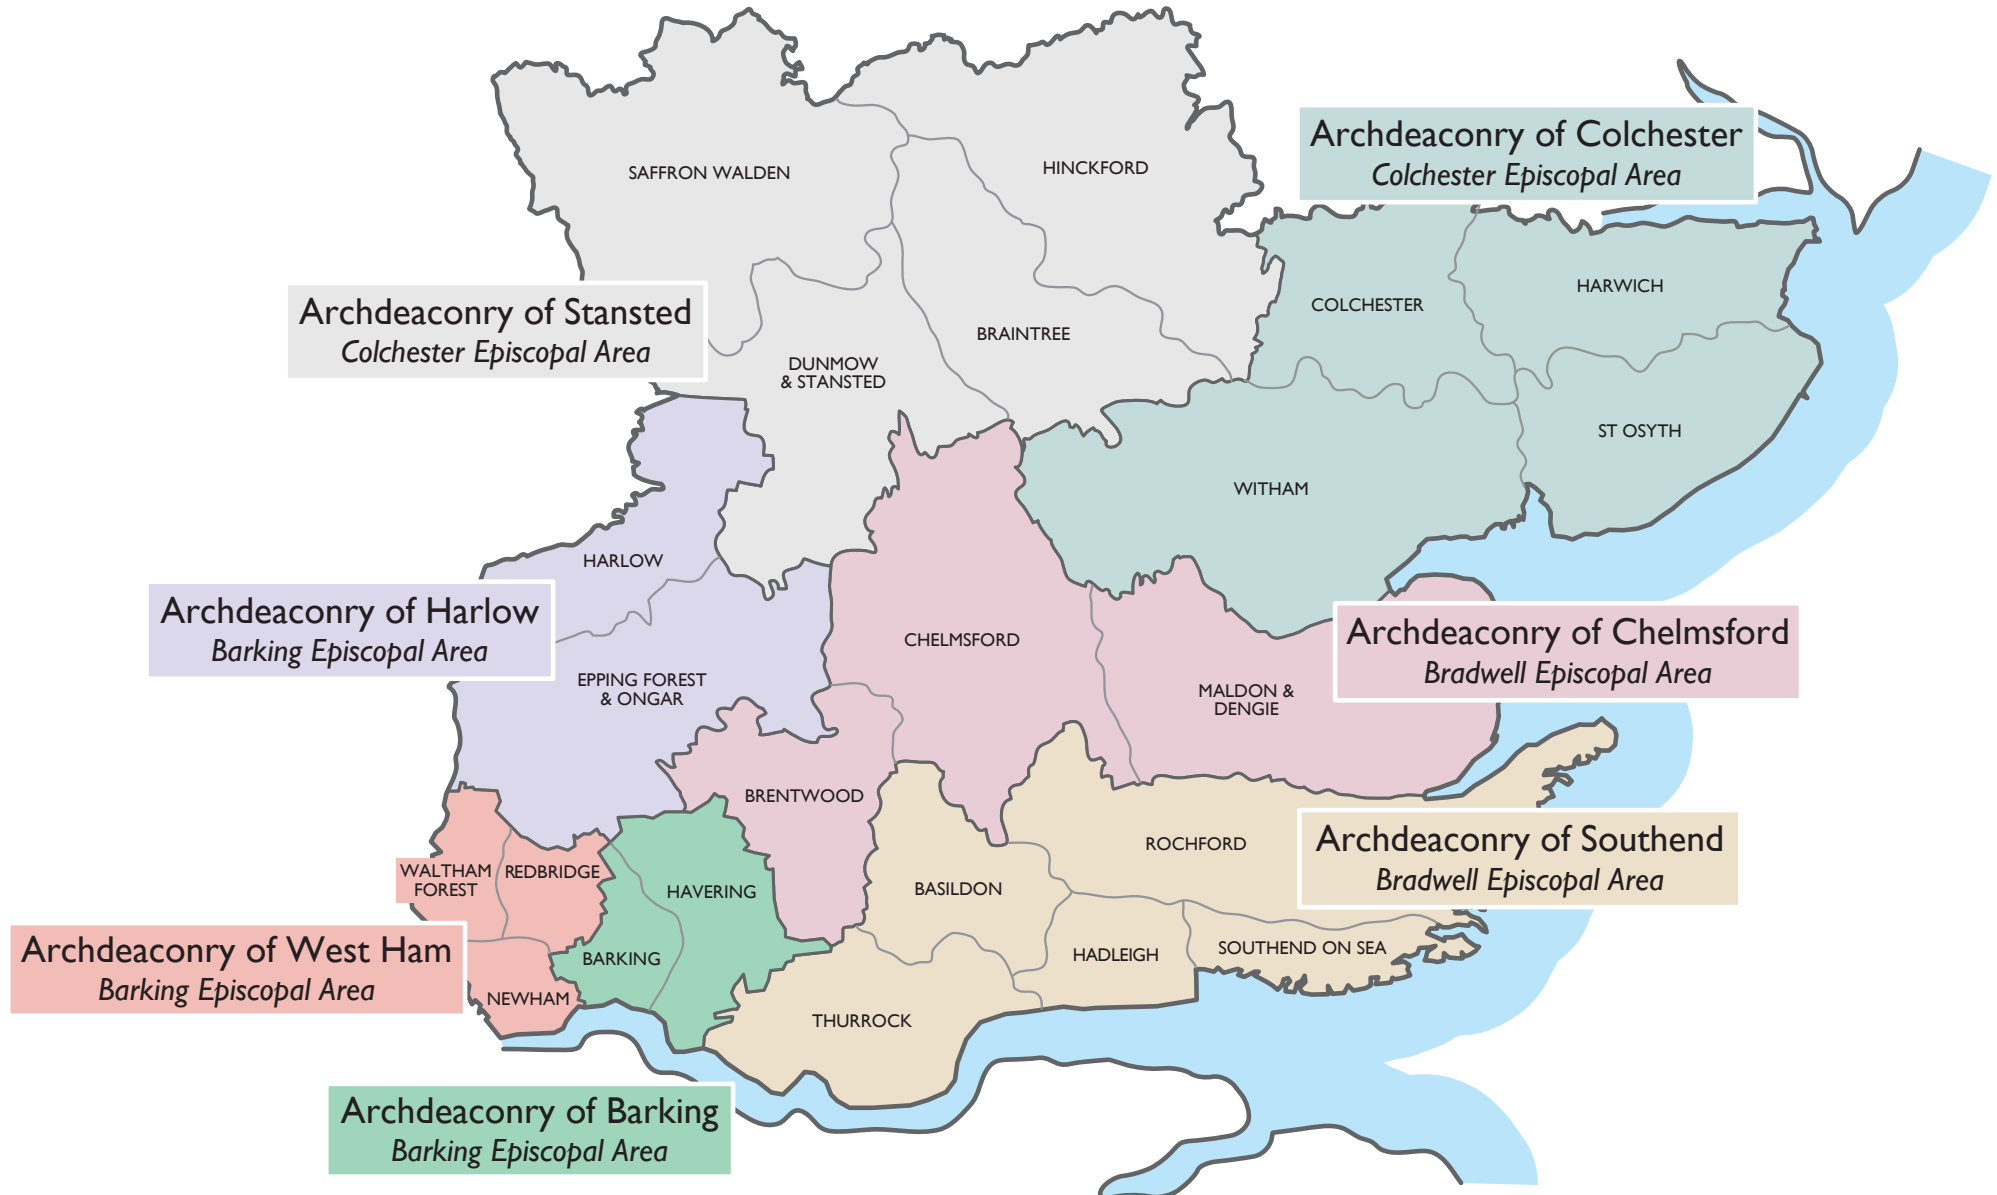 Archdeaconry of Colchester
Colchester Episcopal Area
SAFFRON WALDEN
HINCKFORD
HARWICH
COLCHESTER
Archdeaconry of Stansted
Colchester Episcopal Area
BRAINTREE
DUNMOW
& STANSTED
ST OSYTH
WITHAM
HARLOW
Archdeaconry of Harlow
Barking Episcopal Area
CHELMSFORD
Archdeaconry of Chelmsford
Bradwell Episcopal Area
EPPING FOREST
& ONGAR
MALDON &
DENGIE
BRENTWOOD
ROCHFORD
Archdeaconry of Southend
Bradwell Episcopal Area
WALTHAM
FOREST
REDBRIDGE
HAVERING
BASILDON
Archdeaconry of West Ham
Barking Episcopal Area
BARKING
HADLEIGH
SOUTHEND ON SEA
NEWHAM
THURROCK
Archdeaconry of Barking
Barking Episcopal Area